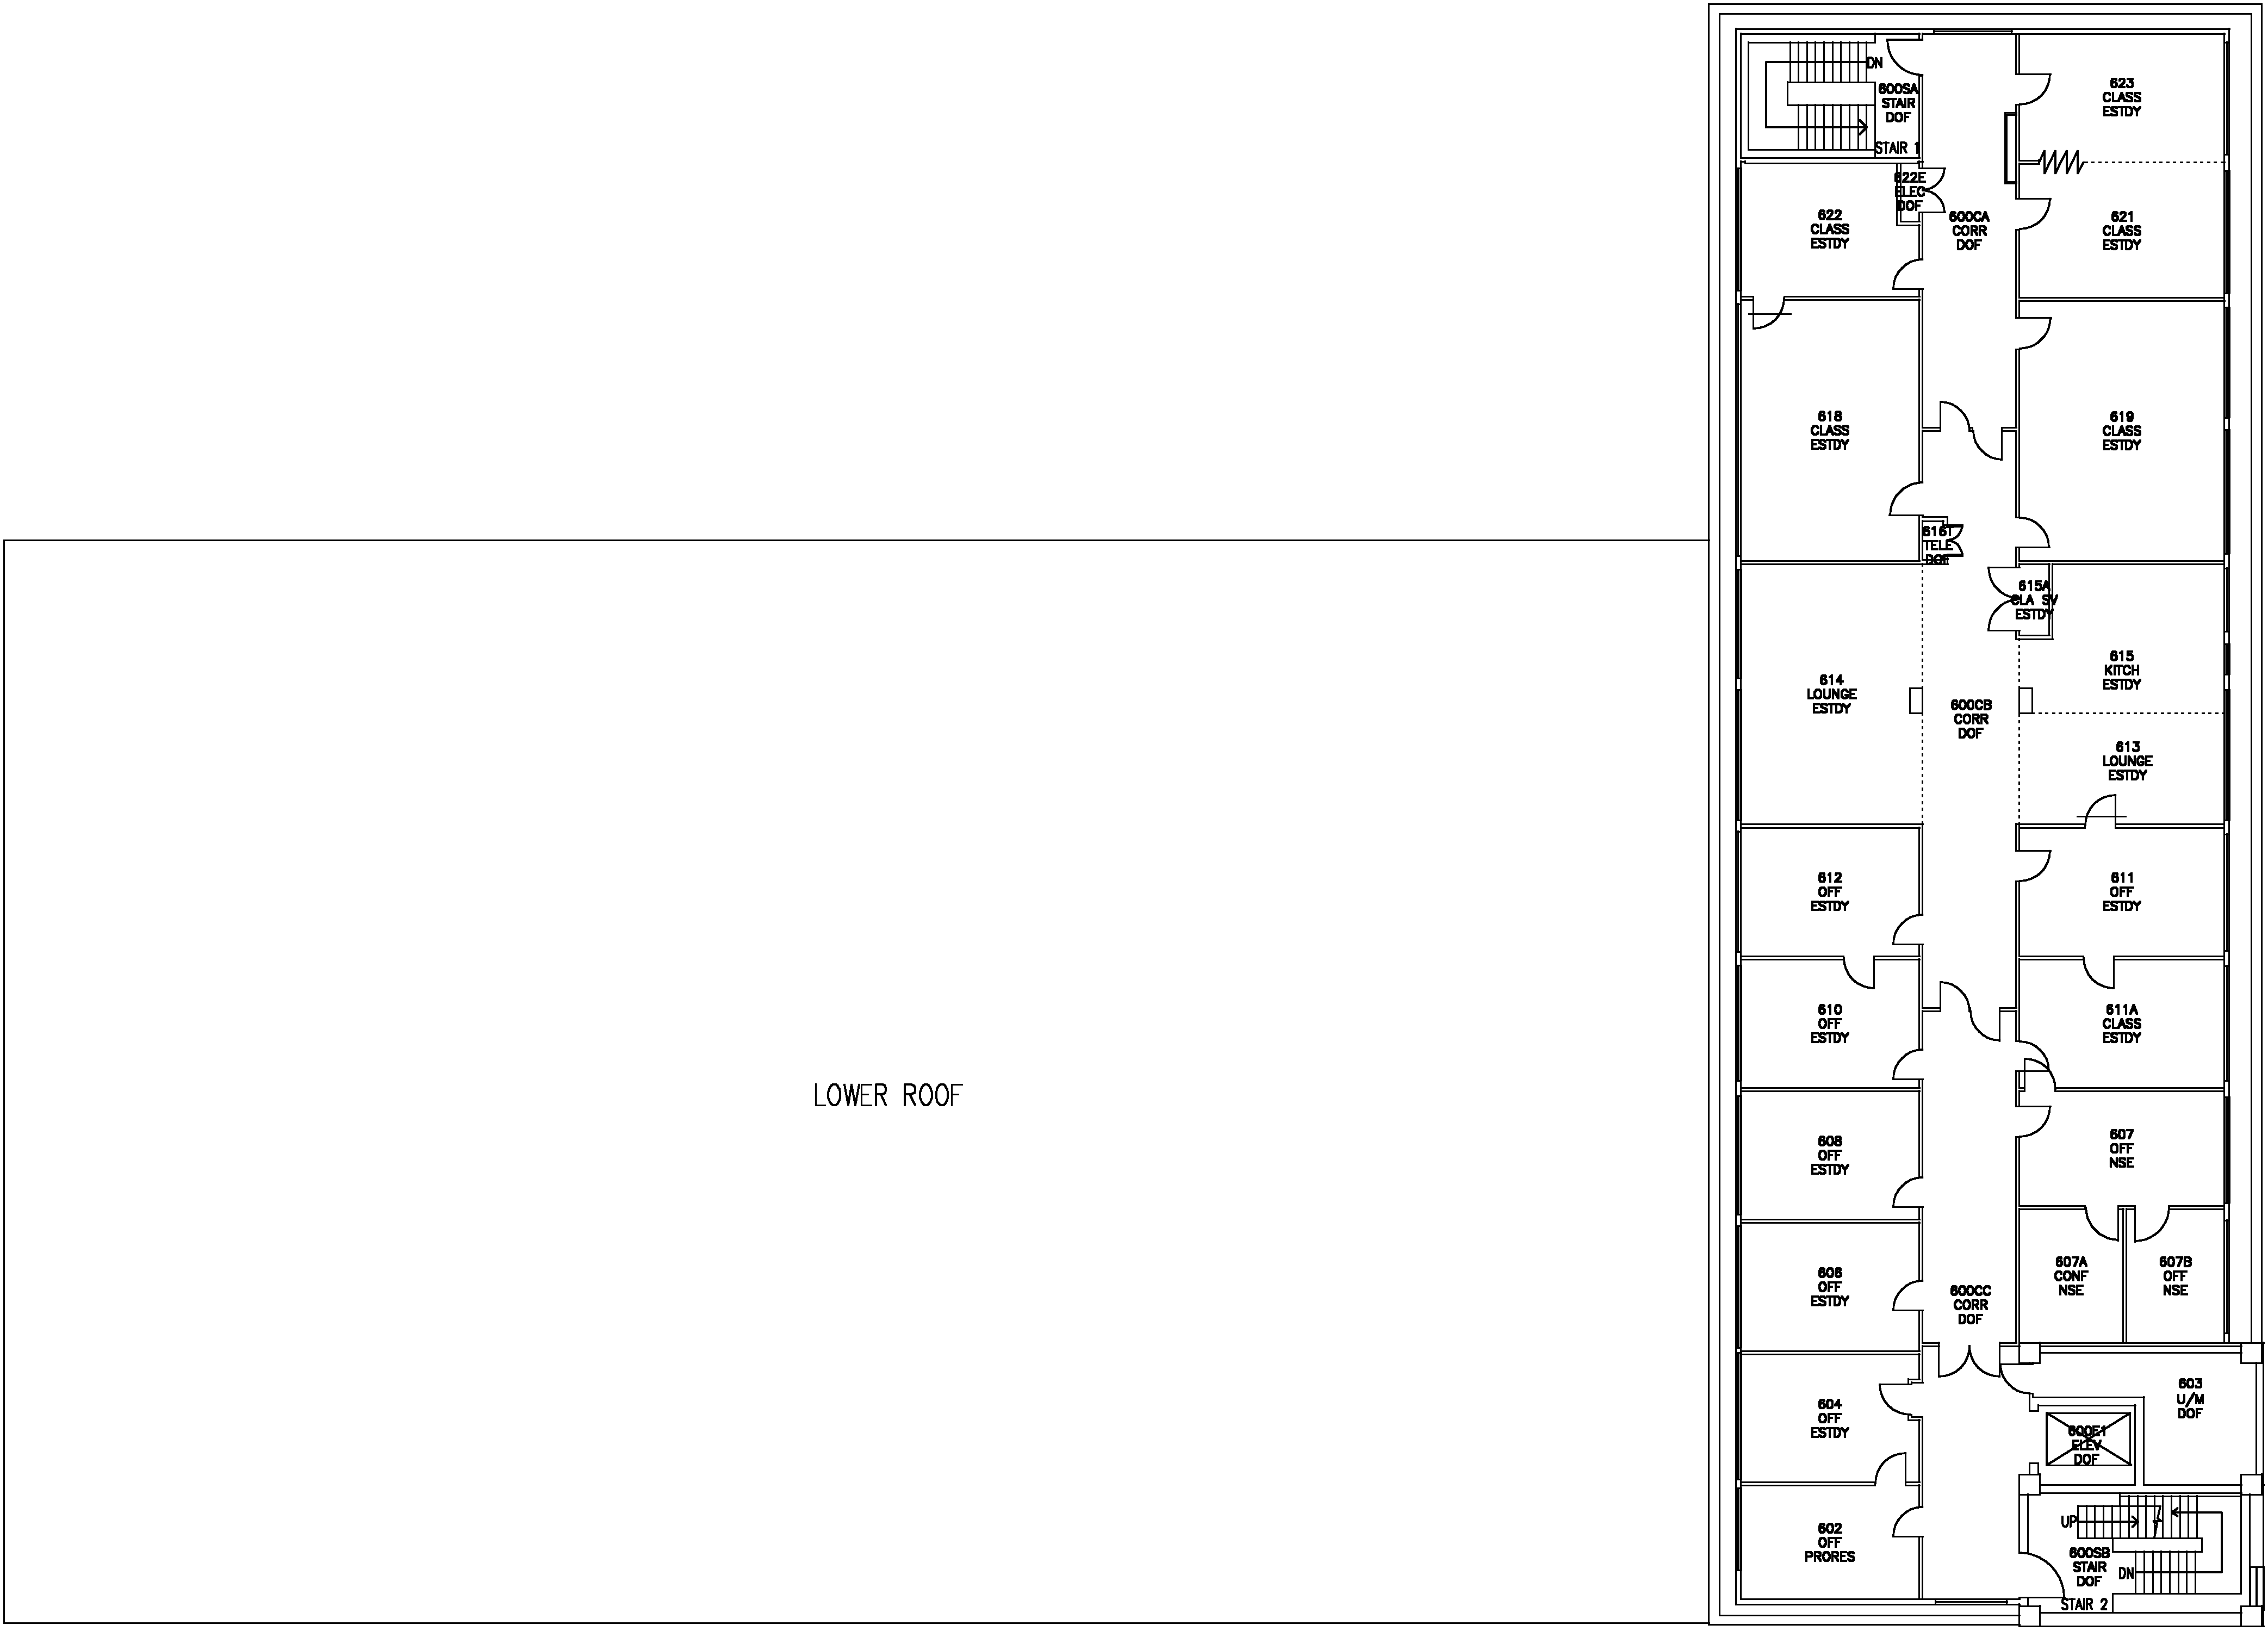 DN
600SA
STAIR
DOF
STAIR 1
623
CLASS
ESTDY
622E
ELEC
DOF
622
CLASS
ESTDY
600CA
CORR
DOF
621
CLASS
ESTDY
618
CLASS
ESTDY
619
CLASS
ESTDY
616T
TELE
DOF
615A
CLA SV
ESTDY
614
LOUNGE
ESTDY
600CB
CORR
DOF
615
KITCH
ESTDY
613
LOUNGE
ESTDY
612
OFF
ESTDY
611
OFF
ESTDY
610
OFF
ESTDY
611A
CLASS
ESTDY
LOWER ROOF
608
OFF
ESTDY
607
OFF
NSE
606
OFF
ESTDY
600CC
CORR
DOF
607A
CONF
NSE
607B
OFF
NSE
604
OFF
ESTDY
603
U/M
DOF
600E1
ELEV
DOF
602
OFF
PRORES
UP
600SB
STAIR
DOF
DN
STAIR 2